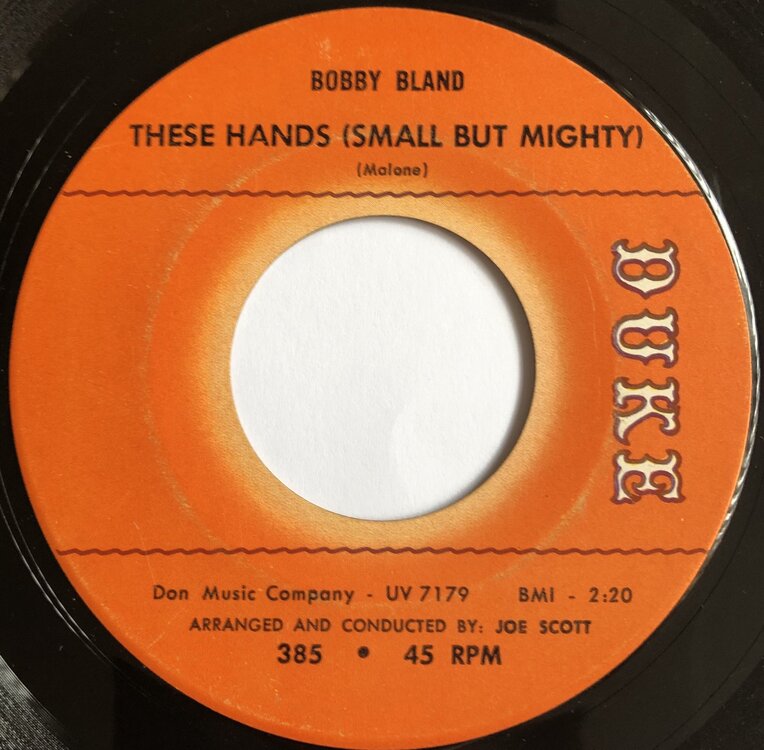 BOBBY BLAND
THESE HANDS (SMALL BUT MIGHTY)
(Malone)
DUKE
Don Music Company - UV 7179 BMI - 2:20
ARRANGED AND CONDUCTED BY: JOE SCOTT
385 • 45 RPM